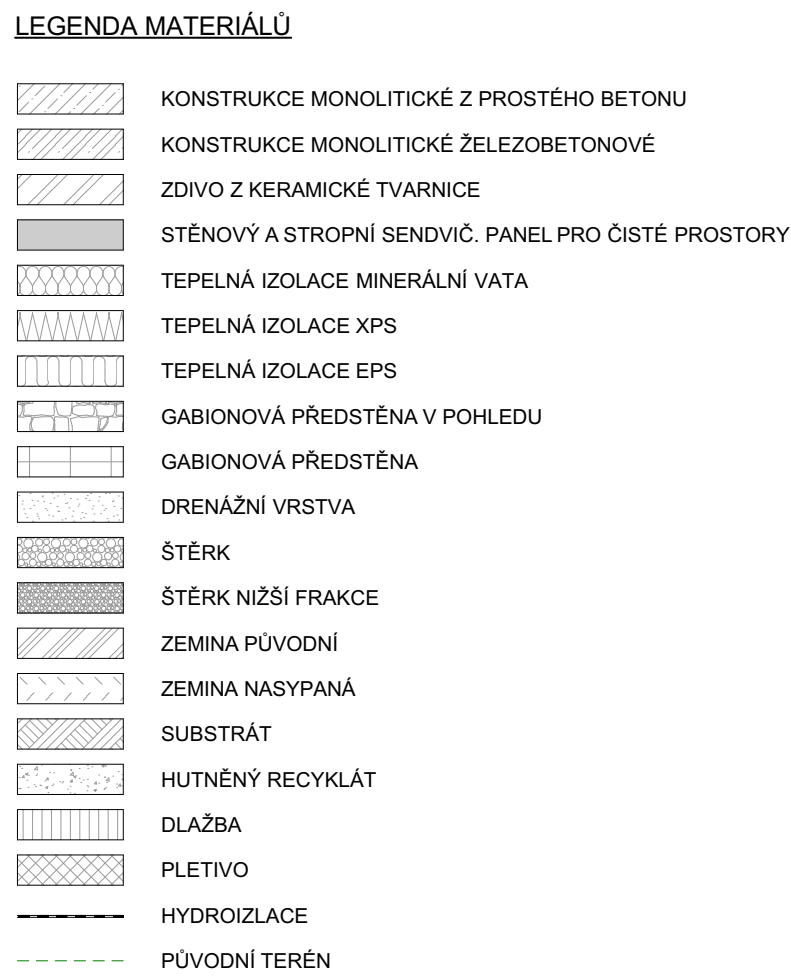 LEGENDA MATERIÁLŮ
KONSTRUKCE MONOLITICKÉ Z PROSTÉHO BETONU
KONSTRUKCE MONOLITICKÉ ŽELEZOBETONOVÉ
ZDIVO Z KERAMICKÉ TVARNICE
STĚNOVÝ A STROPNÍ SENDVIČ. PANEL PRO ČISTÉ PROSTORY
TEPELNÁ IZOLACE MINERÁLNÍ VATA
TEPELNÁ IZOLACE XPS
TEPELNÁ IZOLACE EPS
GABIONOVÁ PŘEDSTĚNA V POHLEDU
GABIONOVÁ PŘEDSTĚNA
DRENÁŽNÍ VRSTVA
ŠTĚRK
ŠTĚRK NIŽŠÍ FRAKCE
ZEMINA PŮVODNÍ
ZEMINA NASYPANÁ
SUBSTRÁT
HUTNĚNÝ RECYKLÁT
DLAŽBA
PLETIVO
HYDROIZLACE
PŮVODNÍ TERÉN